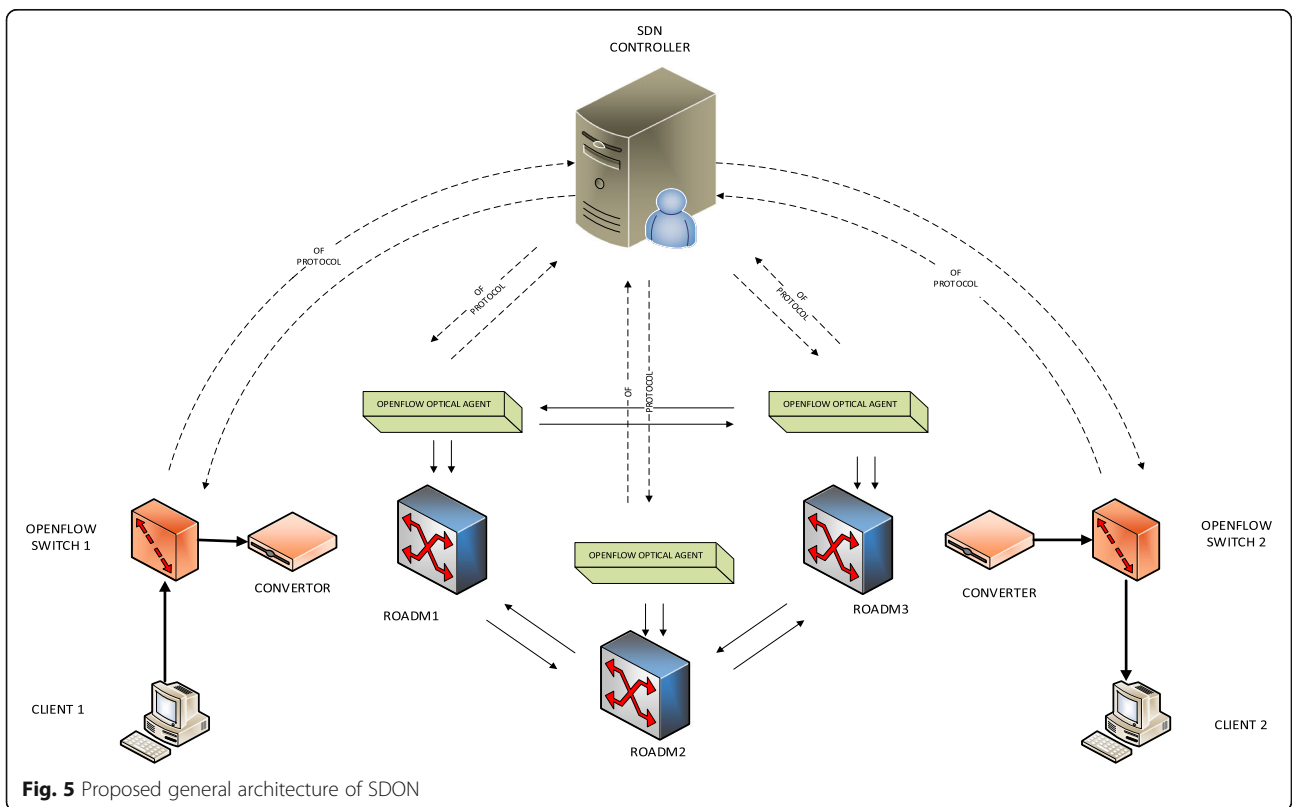 SDN
CONTROLLER
OF
PROTOCOL
OF
PROTOCOL
OF
PROTOCOL
OF
PROTOCOL
OF
PROTOCOL
OPENFLOW OPTICAL AGENT
OPENFLOW OPTICAL AGENT
OPENFLOW
SWITCH 1
CONVERTOR
ROADM1
OPENFLOW OPTICAL AGENT
ROADM3
CONVERTER
OPENFLOW
SWITCH 2
CLIENT 1
ROADM2
CLIENT 2
Fig. 5 Proposed general architecture of SDON